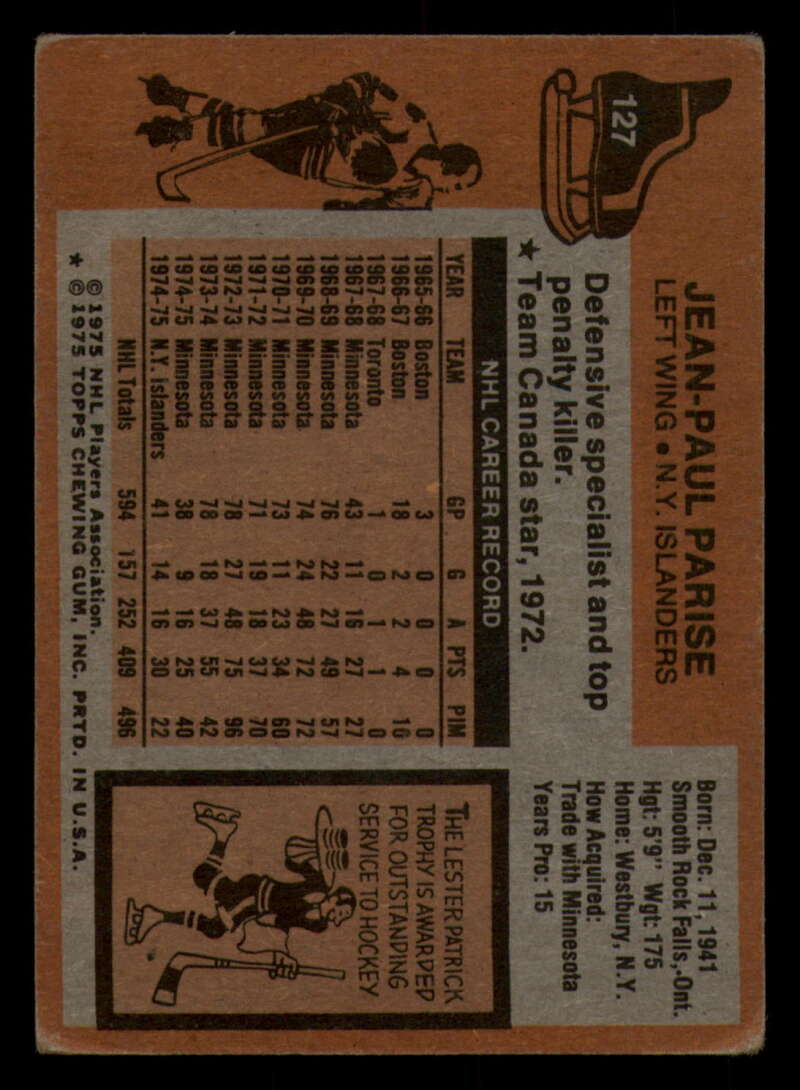 127
JEAN-PAUL PARISE
LEFT WING • N.Y. ISLANDERS
Defensive specialist and top
penalty killer.
★ Team Canada star, 1972.
Born: Dec. 11, 1941
Smooth Rock Falls, Ont.
Hgt: 5'9" Wgt: 175
Home: Westbury, N.Y.
How Acquired:
Trade with Minnesota
Years Pro: 15
NHL CAREER RECORD
YEAR TEAM GP G A PTS PIM
1965-66 Boston 3 0 0 0 0
1966-67 Boston 18 2 2 4 10
1967-68 Toronto 1 0 1 1 0
1967-68 Minnesota 43 11 16 27 27
1968-69 Minnesota 76 22 27 49 57
1969-70 Minnesota 74 24 48 72 72
1970-71 Minnesota 73 11 23 34 60
1971-72 Minnesota 71 19 18 37 70
1972-73 Minnesota 78 27 48 75 96
1973-74 Minnesota 78 18 37 55 42
1974-75 Minnesota 38 9 16 25 40
1974-75 N.Y. Islanders 41 14 16 30 22
NHL Totals 594 157 252 409 496
THE LESTER PATRICK
TROPHY IS AWARDED
FOR OUTSTANDING
SERVICE TO HOCKEY
© 1975 NHL Players Association.
* © 1975 TOPPS CHEWING GUM, INC. PRTD. IN U.S.A.